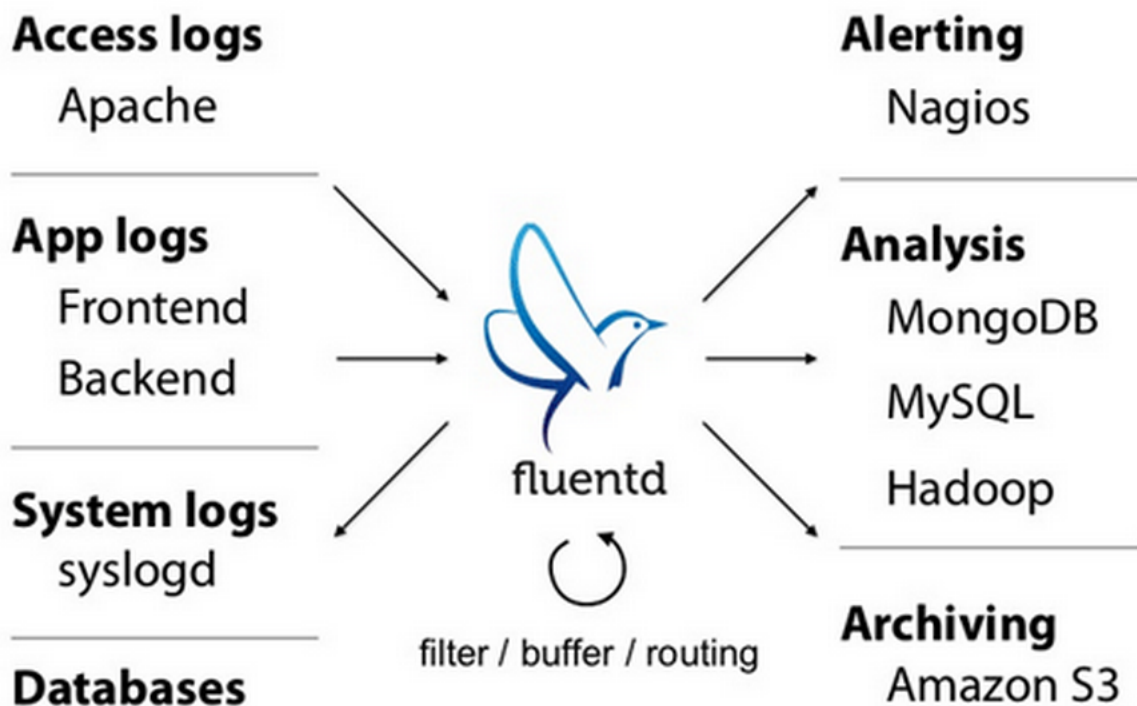 Access logs
Apache
App logs
Frontend
Backend
System logs
syslogd
Databases
fluentd
filter / buffer / routing
Alerting
Nagios
Analysis
MongoDB
MySQL
Hadoop
Archiving
Amazon S3